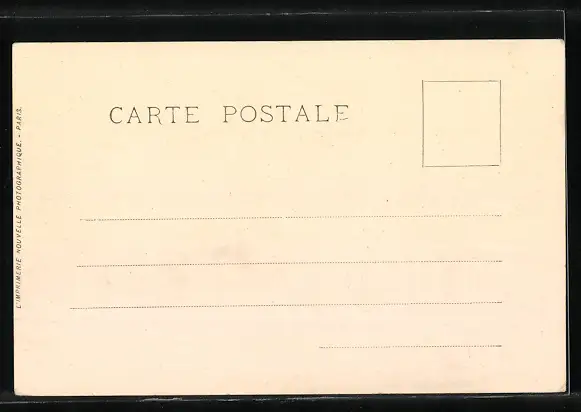 CARTE POSTALE
L'IMPRIMERIE NOUVELLE PHOTOGRAPHIQUE. - PARIS.